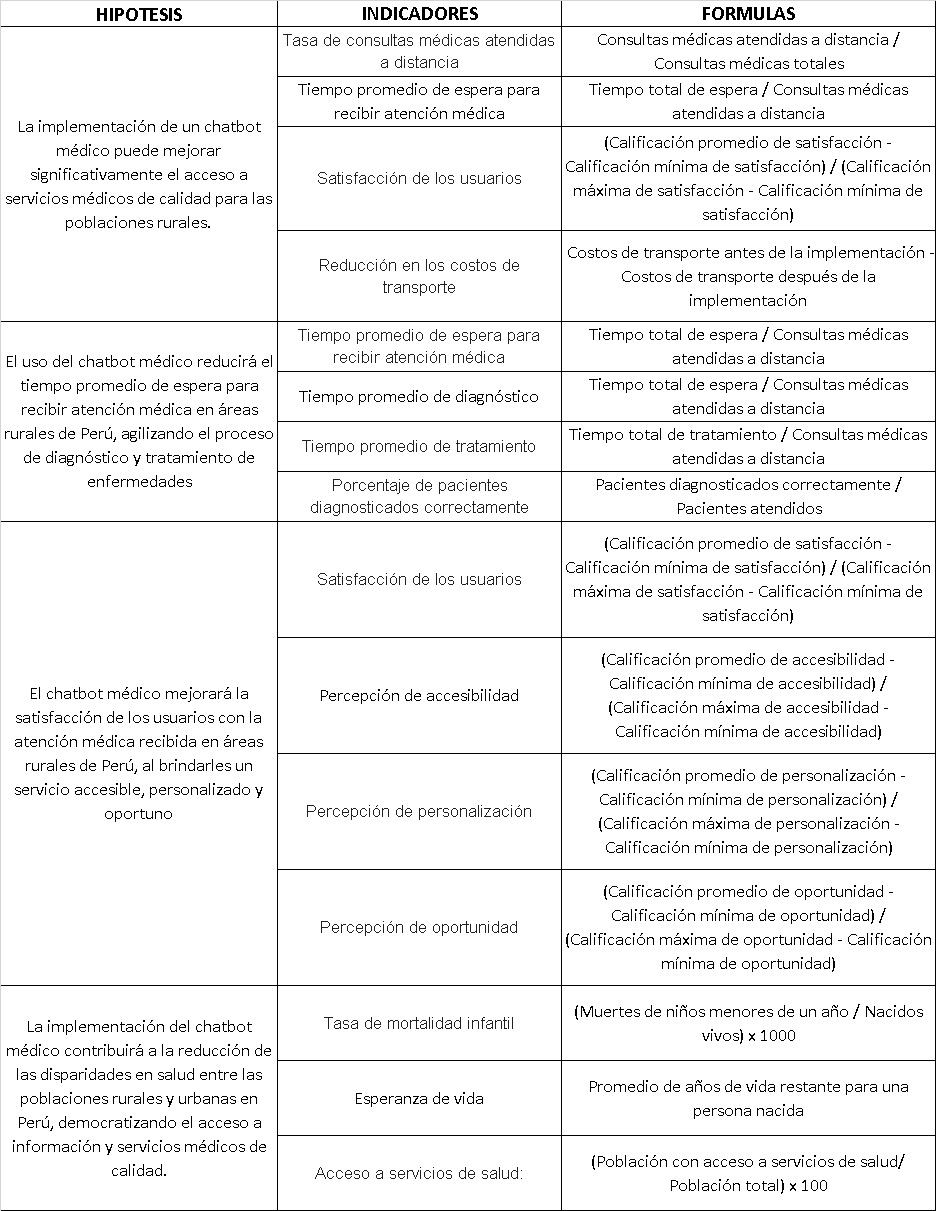 HIPOTESIS
INDICADORES
FORMULAS
La implementación de un chatbot
médico puede mejorar
significativamente el acceso a
servicios médicos de calidad para las
poblaciones rurales.
Tasa de consultas médicas atendidas
a distancia
Consultas médicas atendidas a distancia /
Consultas médicas totales
Tiempo promedio de espera para
recibir atención médica
Tiempo total de espera / Consultas médicas
atendidas a distancia
Satisfacción de los usuarios
(Calificación promedio de satisfacción -
Calificación mínima de satisfacción) / (Calificación
máxima de satisfacción - Calificación mínima de
satisfacción)
Reducción en los costos de
transporte
Costos de transporte antes de la implementación -
Costos de transporte después de la
implementación
El uso del chatbot médico reducirá el
tiempo promedio de espera para
recibir atención médica en áreas
rurales de Perú, agilizando el proceso
de diagnóstico y tratamiento de
enfermedades
Tiempo promedio de espera para
recibir atención médica
Tiempo total de espera / Consultas médicas
atendidas a distancia
Tiempo promedio de diagnóstico
Tiempo total de espera / Consultas médicas
atendidas a distancia
Tiempo promedio de tratamiento
Tiempo total de tratamiento / Consultas médicas
atendidas a distancia
Porcentaje de pacientes
diagnosticados correctamente
Pacientes diagnosticados correctamente /
Pacientes atendidos
El chatbot médico mejorará la
satisfacción de los usuarios con la
atención médica recibida en áreas
rurales de Perú, al brindarles un
servicio accesible, personalizado y
oportuno
Satisfacción de los usuarios
(Calificación promedio de satisfacción -
Calificación mínima de satisfacción) / (Calificación
máxima de satisfacción - Calificación mínima de
satisfacción)
Percepción de accesibilidad
(Calificación promedio de accesibilidad -
Calificación mínima de accesibilidad) /
(Calificación máxima de accesibilidad -
Calificación mínima de accesibilidad)
Percepción de personalización
(Calificación promedio de personalización -
Calificación mínima de personalización) /
(Calificación máxima de personalización -
Calificación mínima de personalización)
Percepción de oportunidad
(Calificación promedio de oportunidad -
Calificación mínima de oportunidad) /
(Calificación máxima de oportunidad - Calificación
mínima de oportunidad)
La implementación del chatbot
médico contribuirá a la reducción de
las disparidades en salud entre las
poblaciones rurales y urbanas en
Perú, democratizando el acceso a
información y servicios médicos de
calidad.
Tasa de mortalidad infantil
(Muertes de niños menores de un año / Nacidos
vivos) x 1000
Esperanza de vida
Promedio de años de vida restante para una
persona nacida
Acceso a servicios de salud:
(Población con acceso a servicios de salud/
Población total) x 100